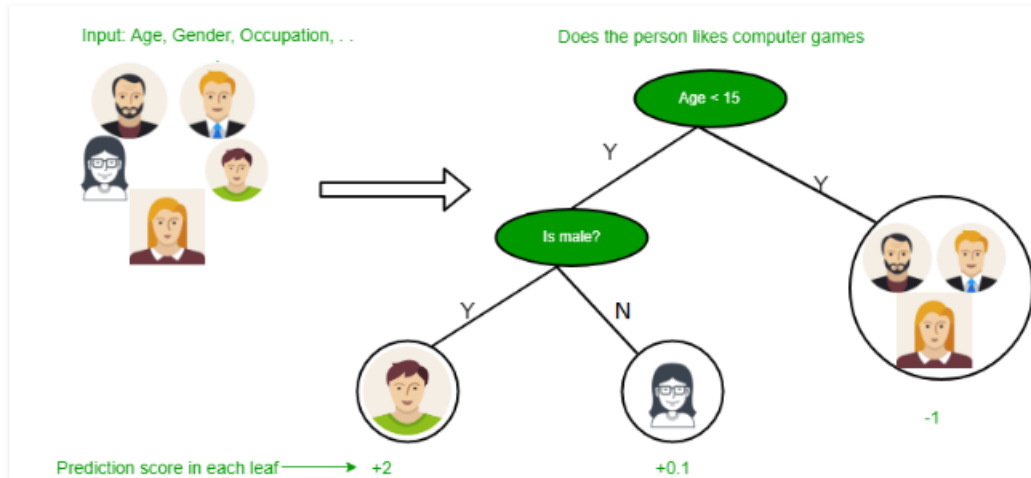 Input: Age, Gender, Occupation, . .
Does the person likes computer games
Age < 15
Y
Y
Is male?
Y
N
-1
Prediction score in each leaf
+2
+0.1